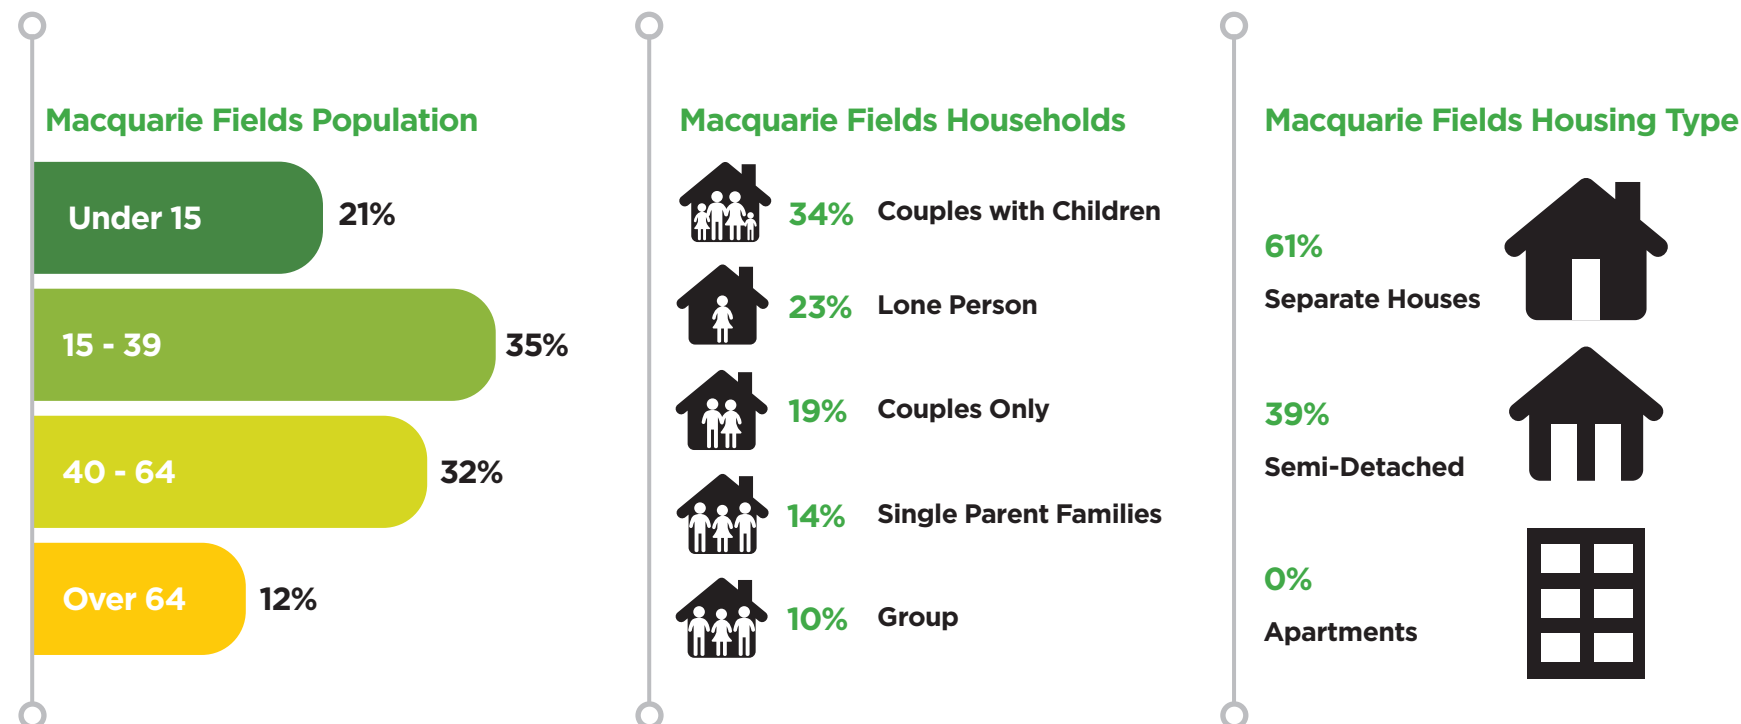 Macquarie Fields Population
Under 15
21%
15 - 39
35%
40 - 64
32%
Over 64
12%
Macquarie Fields Households
34% Couples with Children
23% Lone Person
19% Couples Only
14% Single Parent Families
10% Group
Macquarie Fields Housing Type
61%
Separate Houses
39%
Semi-Detached
0%
Apartments